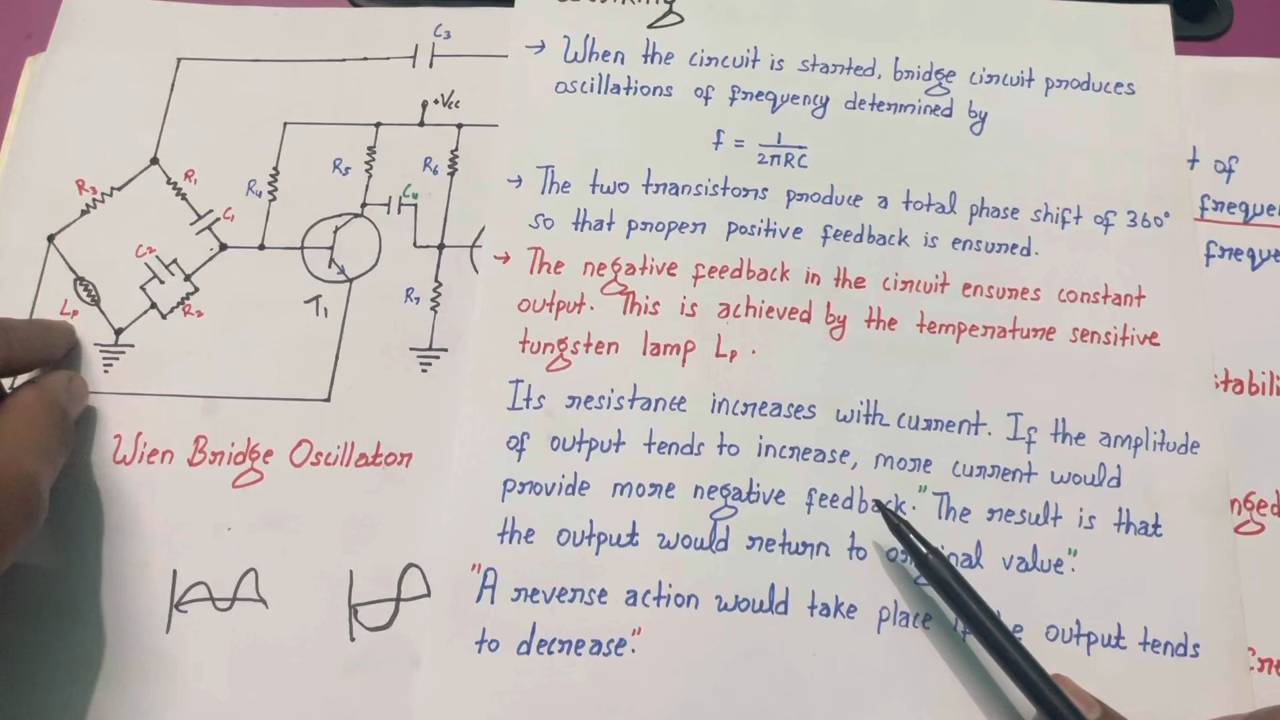 C3
→ When the circuit is started, bridge circuit produces
oscillations of frequency determined by
f = 1/2πRC
→ The two transistors produce a total phase shift of 360°
so that proper positive feedback is ensured.
→ The negative feedback in the circuit ensures constant
output. This is achieved by the temperature sensitive
tungsten lamp Lp.
Its resistance increases with current. If the amplitude
of output tends to increase, more current would
provide more negative feedback. "The result is that
the output would return to original value".
"A reverse action would take place if the output tends
to decrease."
+Vcc
R3
R1
R4
R5
R6
C1
C4
C2
R2
Lp
T1
R7
Wien Bridge Oscillator
of